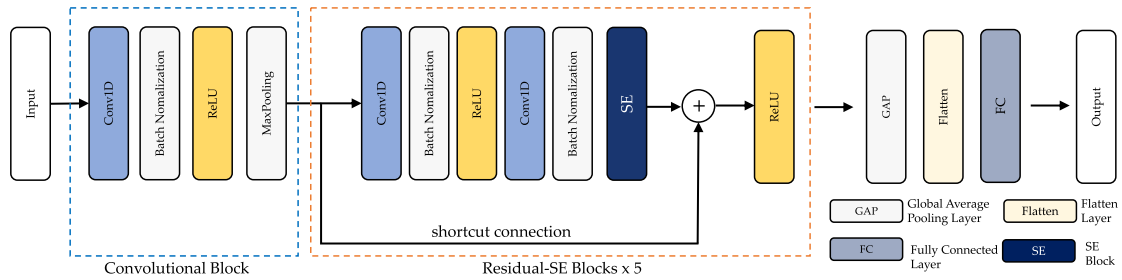 Input
Conv1D
Batch Nomalization
ReLU
MaxPooling
Convolutional Block
Conv1D
Batch Nomalization
ReLU
Conv1D
Batch Nomalization
SE
+
ReLU
shortcut connection
Residual-SE Blocks x 5
GAP
Flatten
FC
Output
GAP
Global Average
Pooling Layer
Flatten
Flatten
Layer
FC
Fully Connected
Layer
SE
SE
Block